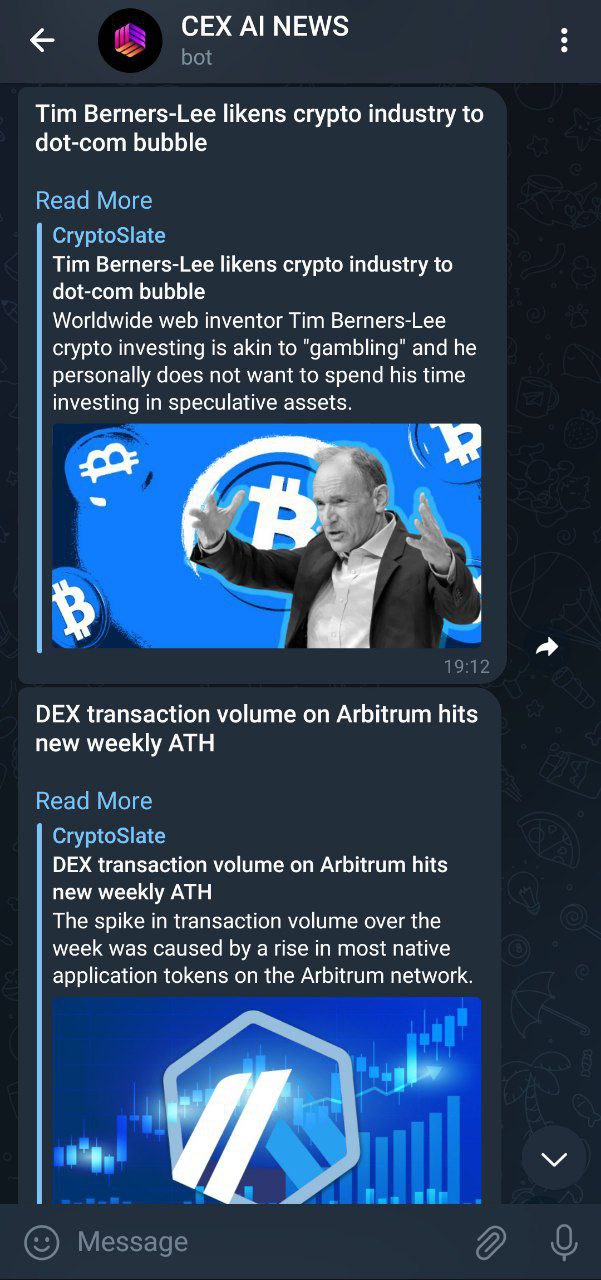 CEX AI NEWS
bot
Tim Berners-Lee likens crypto industry to
dot-com bubble
Read More
CryptoSlate
Tim Berners-Lee likens crypto industry to
dot-com bubble
Worldwide web inventor Tim Berners-Lee
crypto investing is akin to "gambling" and he
personally does not want to spend his time
investing in speculative assets.
19:12
DEX transaction volume on Arbitrum hits
new weekly ATH
Read More
CryptoSlate
DEX transaction volume on Arbitrum hits
new weekly ATH
The spike in transaction volume over the
week was caused by a rise in most native
application tokens on the Arbitrum network.
Message